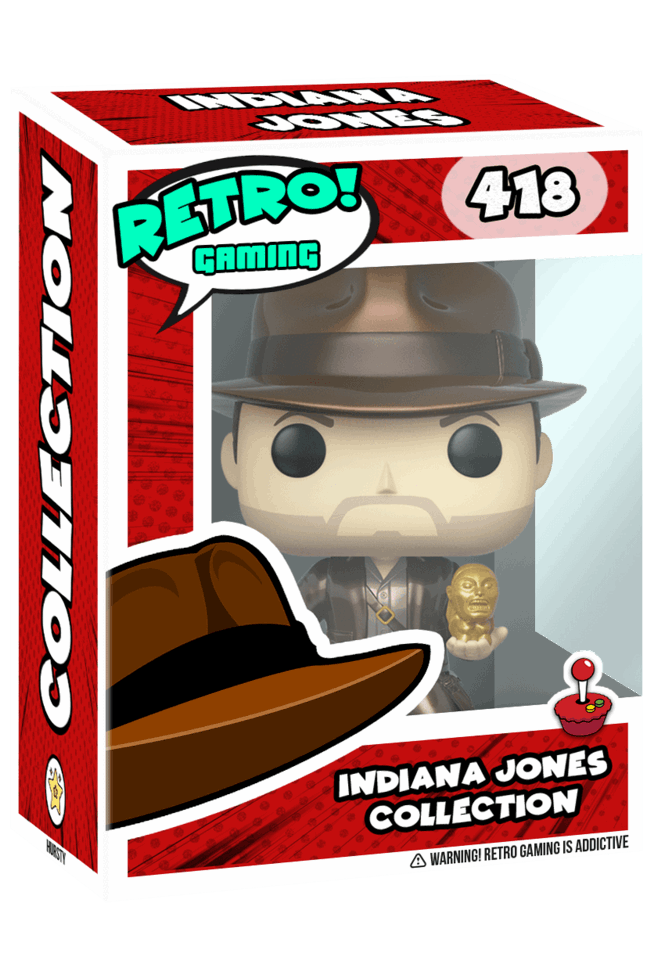 INDIANA
JONES
COLLECTION
HURSTY
RETRO!
GAMING
418
INDIANA JONES
COLLECTION
WARNING! RETRO GAMING IS ADDICTIVE